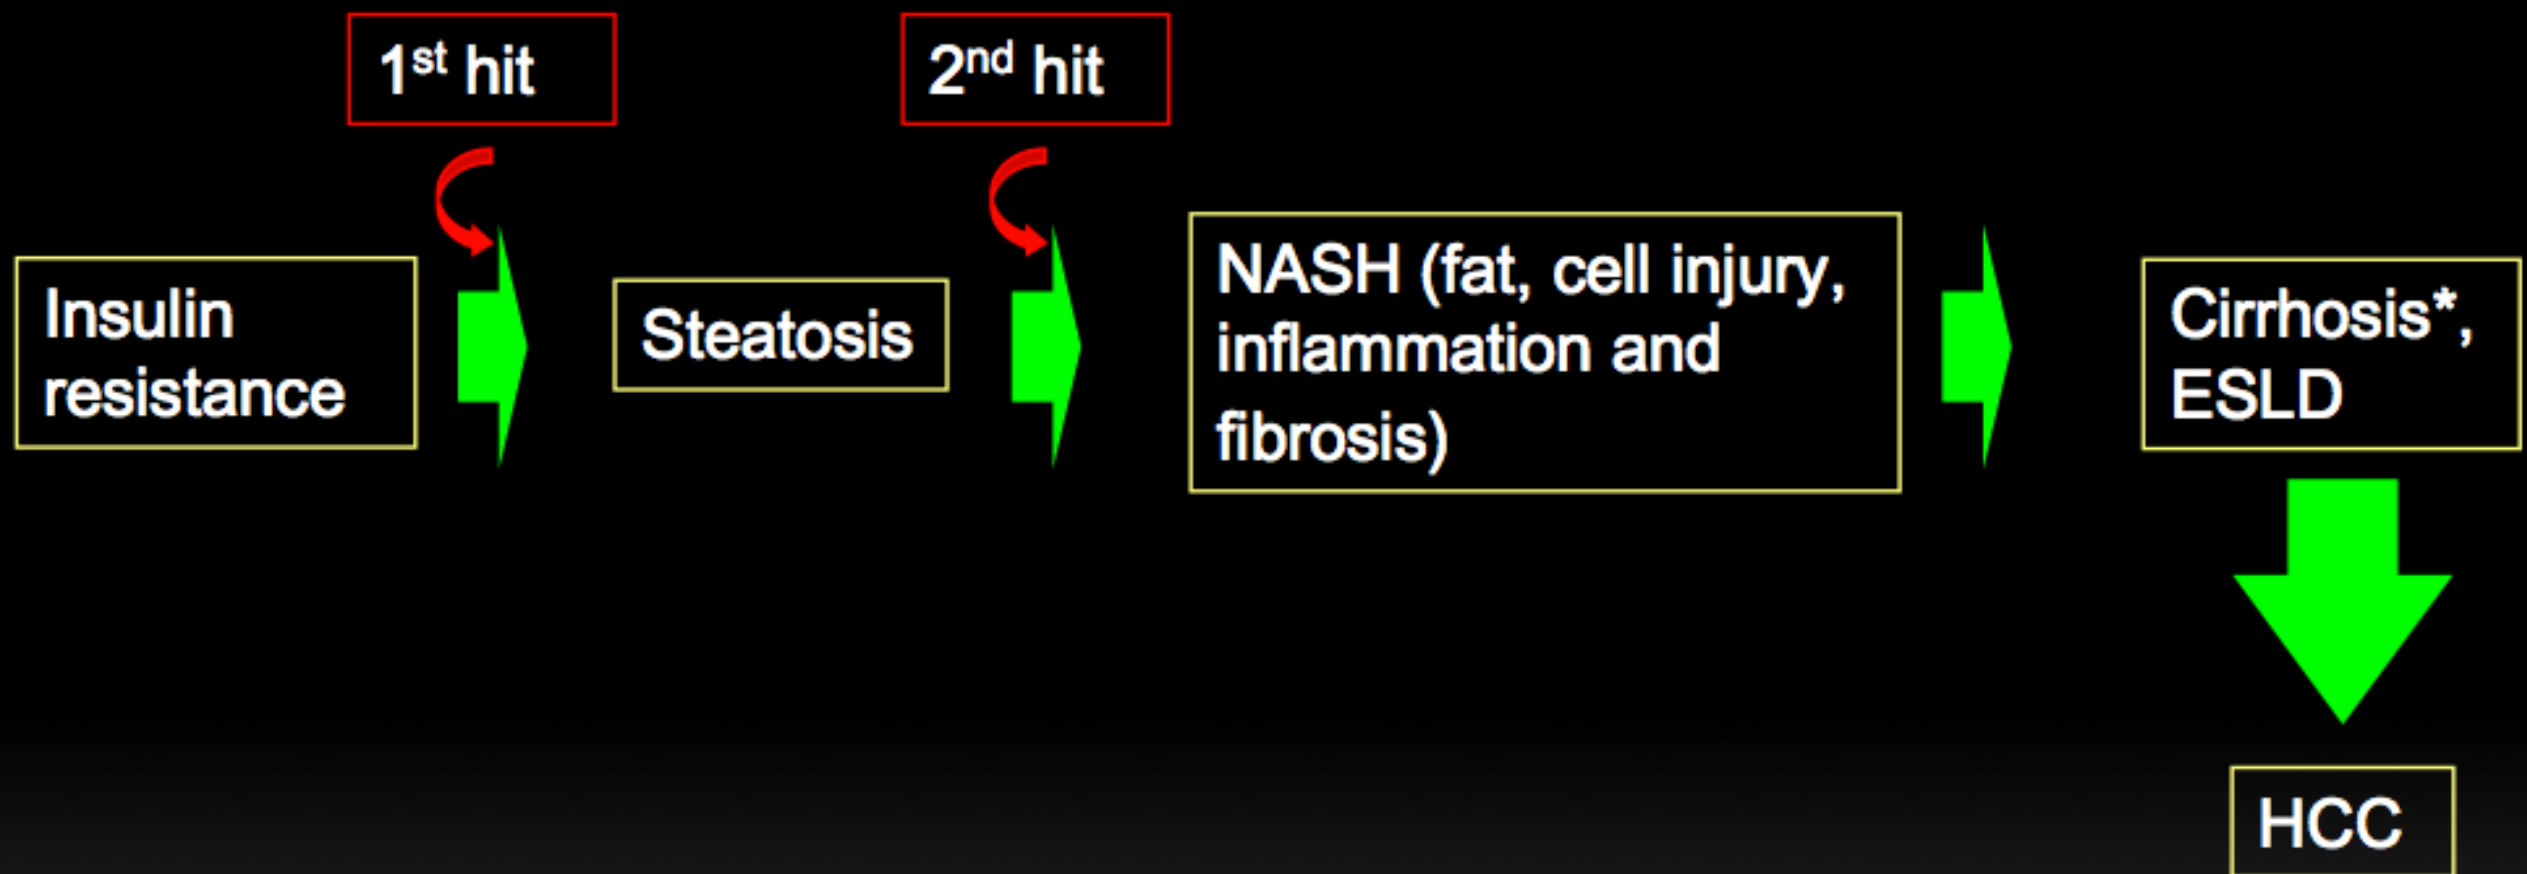 1st hit
2nd hit
Insulin
resistance
Steatosis
NASH (fat, cell injury,
inflammation and
fibrosis)
Cirrhosis*,
ESLD
HCC